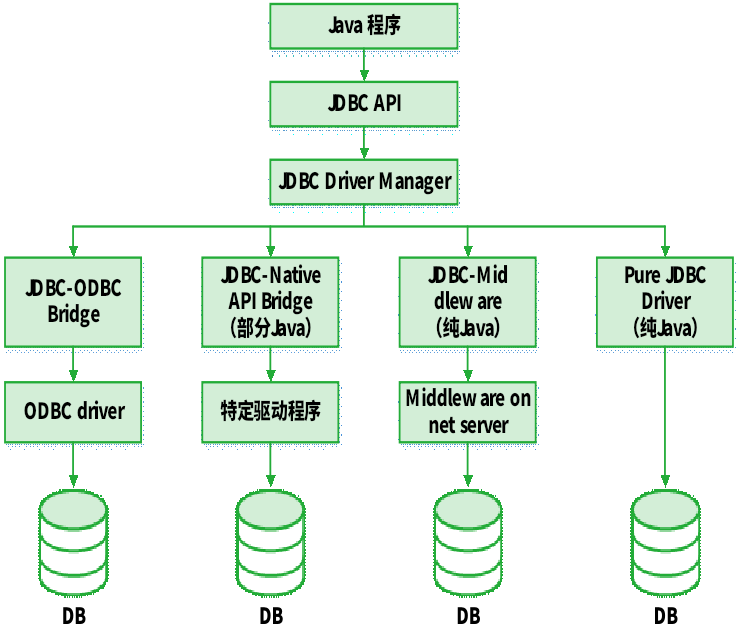 Java 程序
JDBC API
JDBC Driver Manager
JDBC-ODBC
Bridge
JDBC-Native
API Bridge
（部分Java）
JDBC-Mid
dlew are
（纯Java）
Pure JDBC
Driver
（纯Java）
ODBC driver
特定驱动程序
Middlew are on
net server
DB
DB
DB
DB